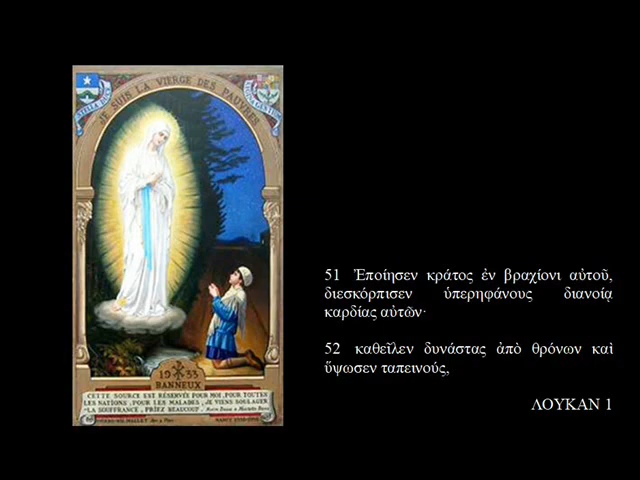 JE SUIS LA VIERGE DES PAUVRES
19 33
BANNEUX
CETTE SOURCE EST RÉSERVÉE POUR MOI, POUR TOUTES
LES NATIONS, POUR LES MALADES, JE VIENS SOULAGER
LA SOUFFRANCE, PRIEZ BEAUCOUP
51 Ἐποίησεν κράτος ἐν βραχίονι αὐτοῦ,
διεσκόρπισεν ὑπερηφάνους διανοίᾳ
καρδίας αὐτῶν·
52 καθεῖλεν δυνάστας ἀπὸ θρόνων καὶ
ὕψωσεν ταπεινούς,
ΛΟΥΚΑΝ 1